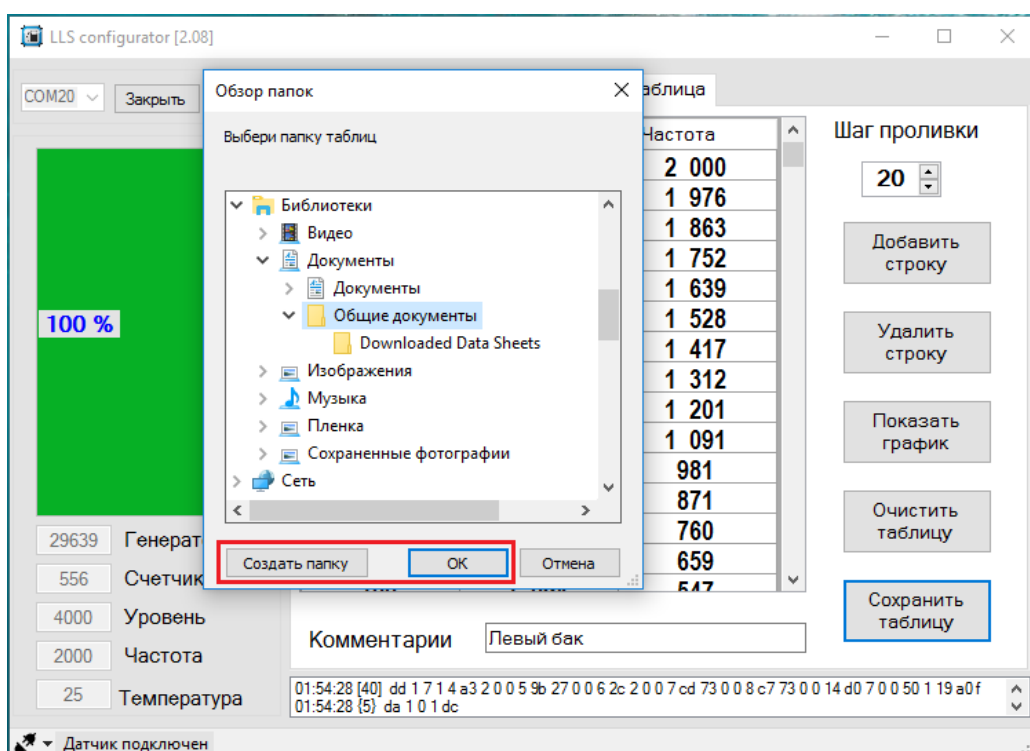 LLS configurator [2.08]
COM20
Закрыть
аблица
Обзор папок
Выбери папку таблиц
Библиотеки
Видео
Документы
Документы
Общие документы
Downloaded Data Sheets
Изображения
Музыка
Пленка
Сохраненные фотографии
Сеть
Создать папку
OK
Отмена
100 %
Частота
2 000
1 976
1 863
1 752
1 639
1 528
1 417
1 312
1 201
1 091
981
871
760
659
547
Шаг проливки
20
Добавить
строку
Удалить
строку
Показать
график
Очистить
таблицу
Сохранить
таблицу
29639 Генерат
556 Счетчик
4000 Уровень
2000 Частота
25 Температура
Комментарии Левый бак
01:54:28 [40] dd 1 7 1 4 a3 2 0 0 5 9b 27 0 0 6 2c 2 0 0 7 cd 73 0 0 8 c7 73 0 0 14 d0 7 0 0 50 1 19 a0 f
01:54:28 {5} da 1 0 1 dc
Датчик подключен